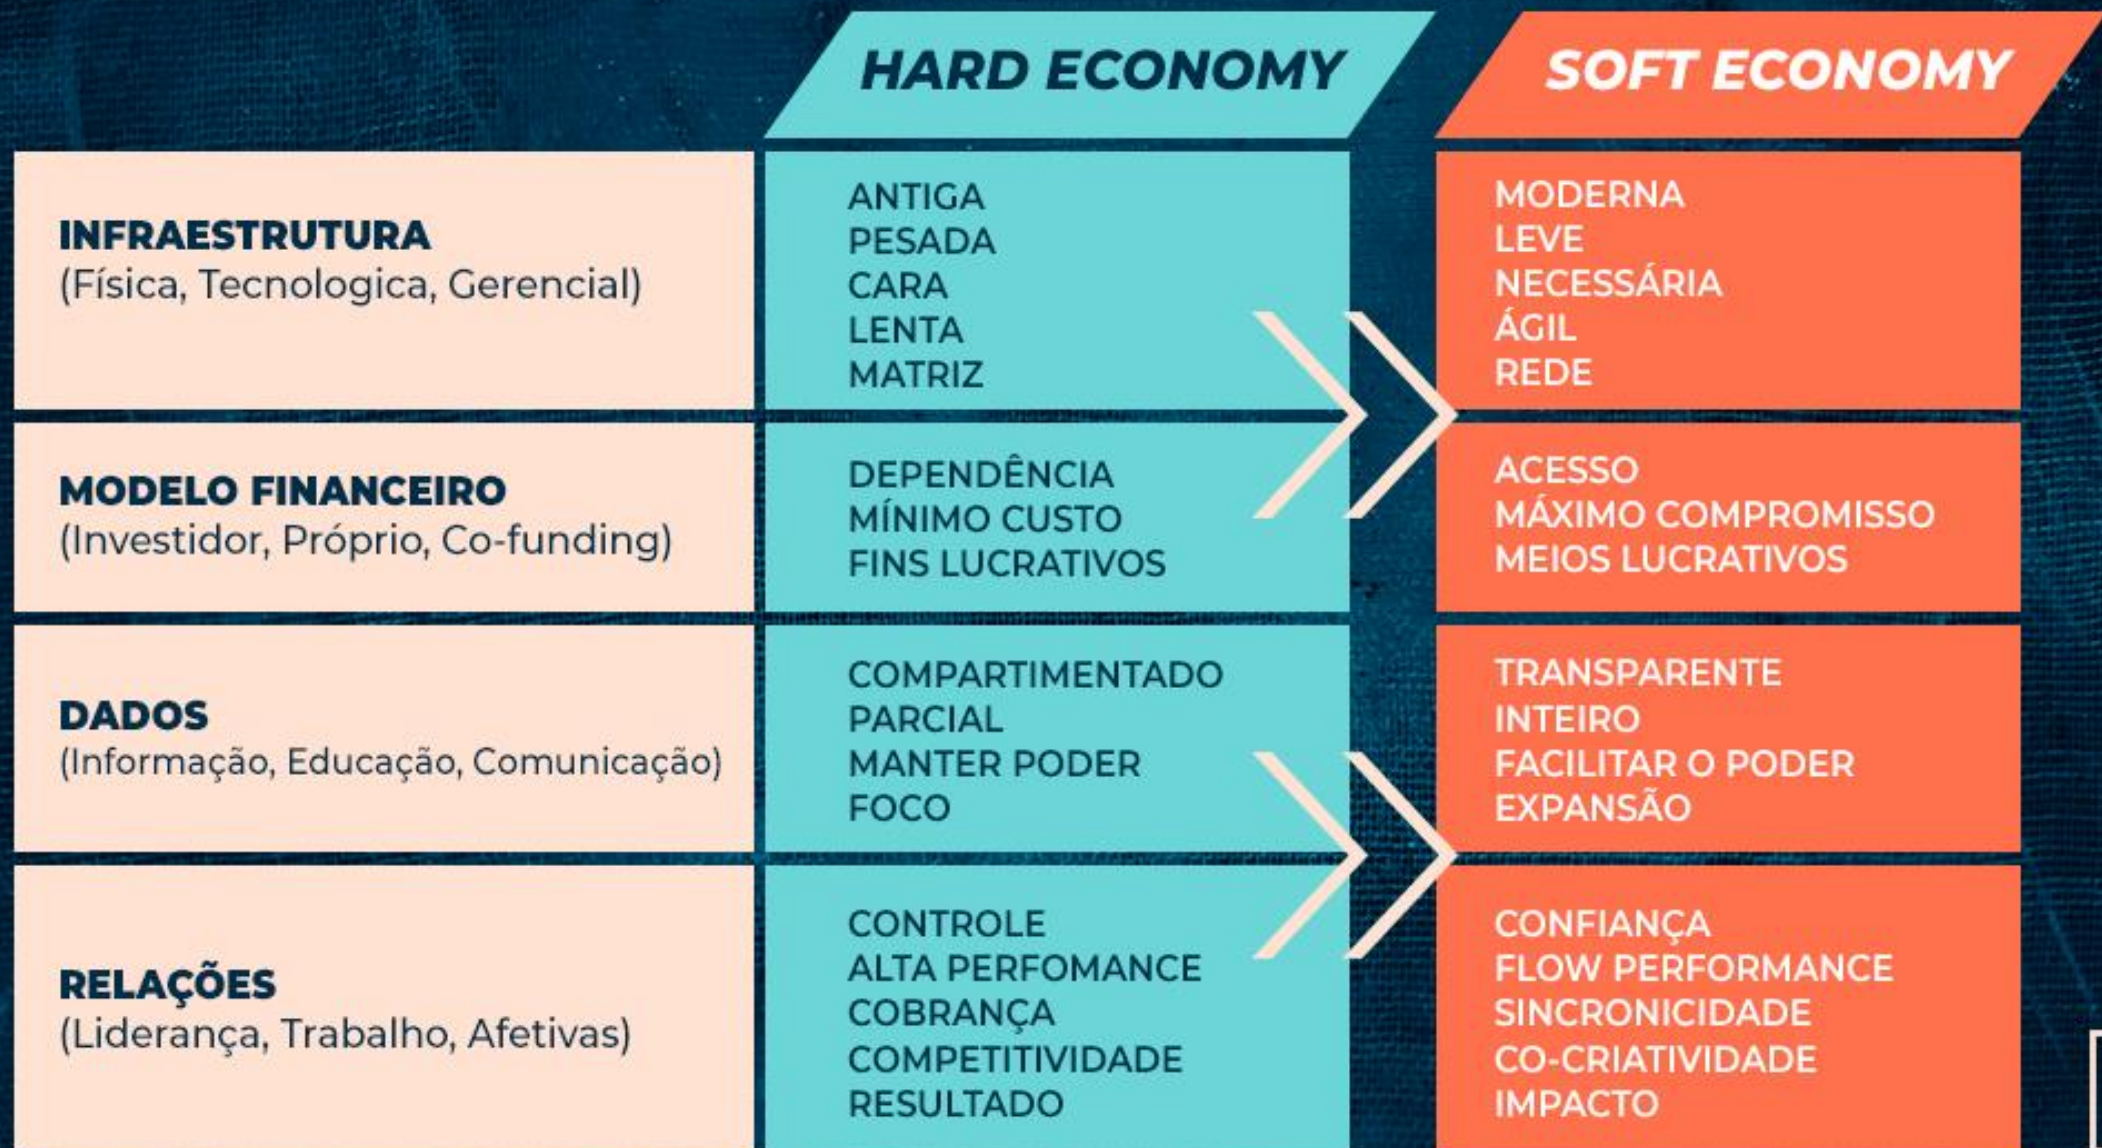 HARD ECONOMY
SOFT ECONOMY
INFRAESTRUTURA
(Física, Tecnologica, Gerencial)
ANTIGA
PESADA
CARA
LENTA
MATRIZ
MODERNA
LEVE
NECESSÁRIA
ÁGIL
REDE
MODELO FINANCEIRO
(Investidor, Próprio, Co-funding)
DEPENDÊNCIA
MÍNIMO CUSTO
FINS LUCRATIVOS
ACESSO
MÁXIMO COMPROMISSO
MEIOS LUCRATIVOS
DADOS
(Informação, Educação, Comunicação)
COMPARTIMENTADO
PARCIAL
MANTER PODER
FOCO
TRANSPARENTE
INTEIRO
FACILITAR O PODER
EXPANSÃO
RELAÇÕES
(Liderança, Trabalho, Afetivas)
CONTROLE
ALTA PERFOMANCE
COBRANÇA
COMPETITIVIDADE
RESULTADO
CONFIANÇA
FLOW PERFORMANCE
SINCRONICIDADE
CO-CRIATIVIDADE
IMPACTO